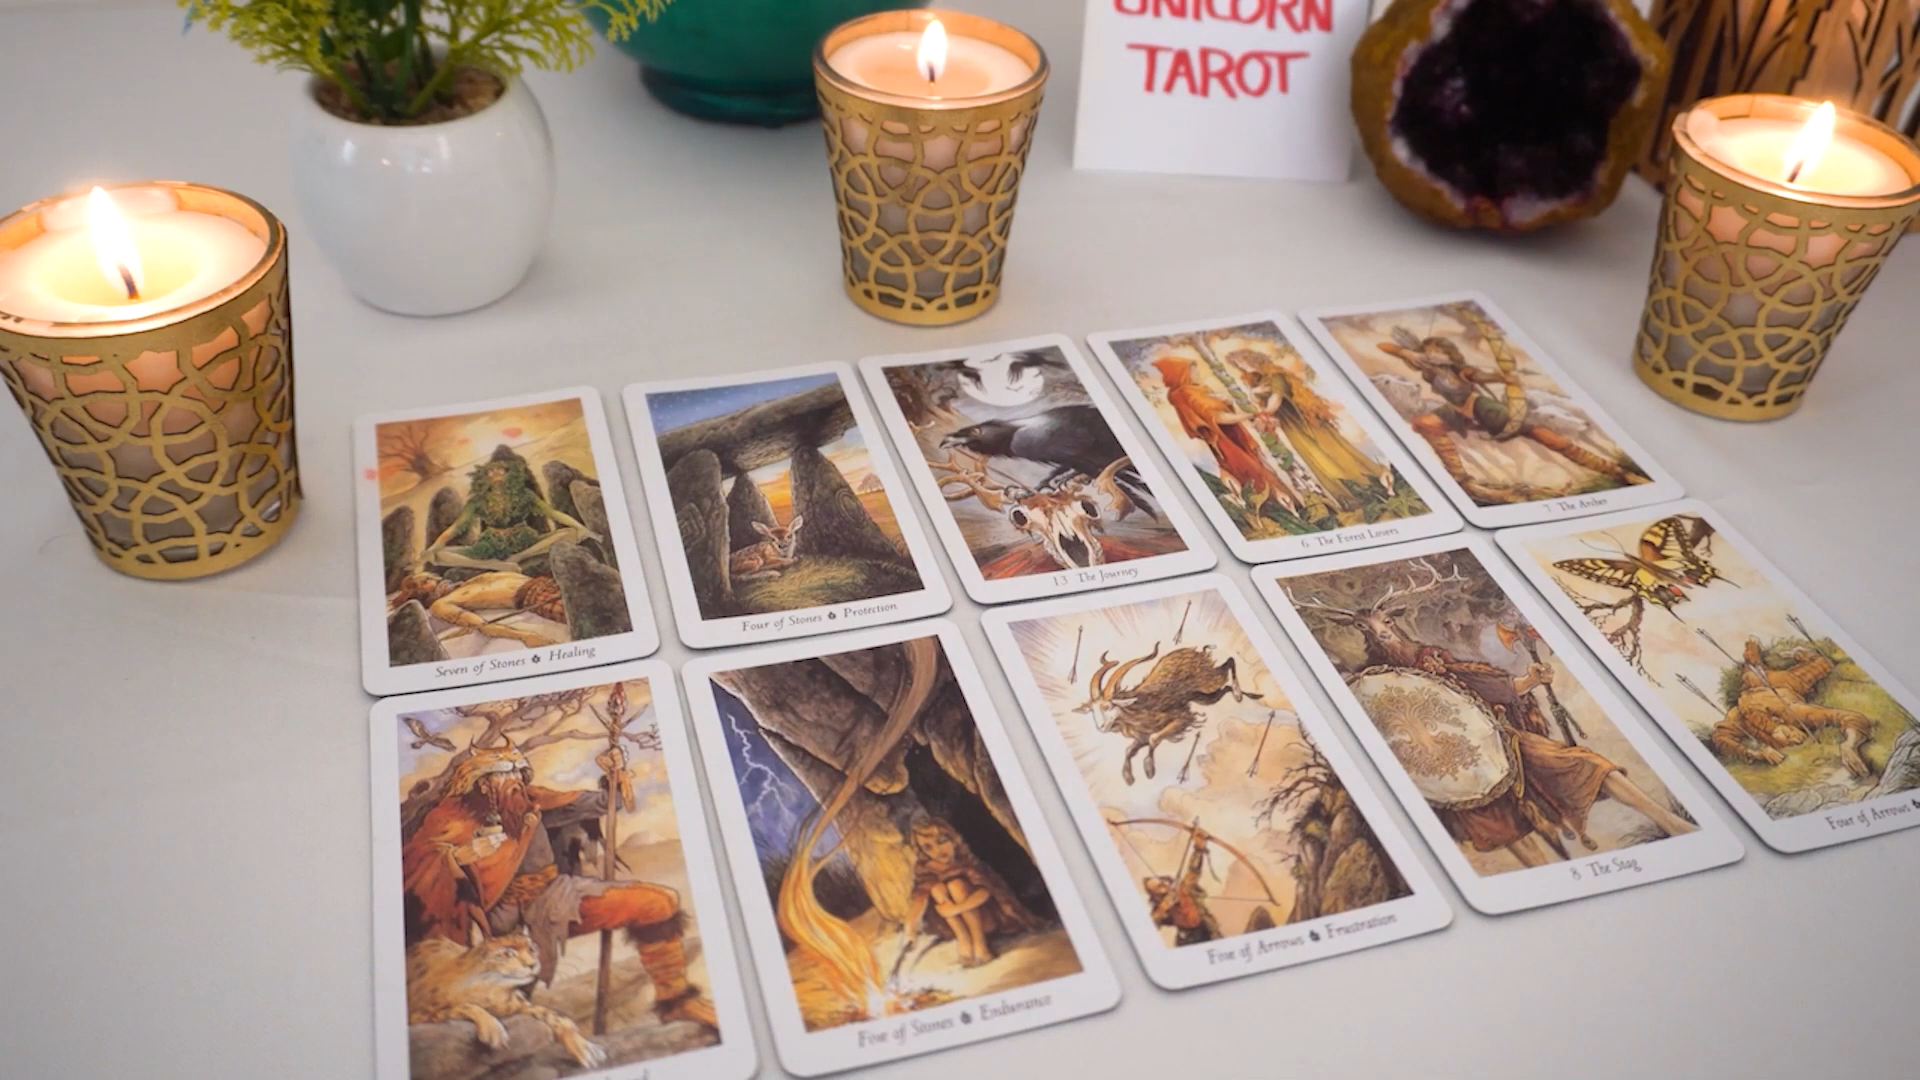 UNICORN
TAROT
Seven of Stones Healing
Four of Stones Protection
13 The Journey
6 The Forest Lovers
7 The Archer
Five of Stones Endurance
Five of Arrows Frustration
8 The Stag
Four of Arrows